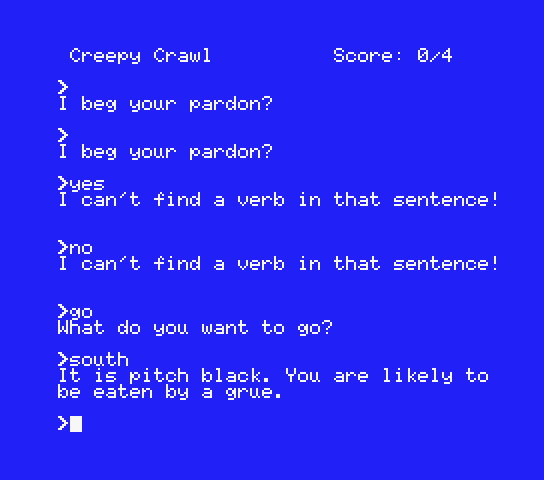 Creepy Crawl Score: 0/4
>
I beg your pardon?
>
I beg your pardon?
>yes
I can't find a verb in that sentence!
>no
I can't find a verb in that sentence!
>go
What do you want to go?
>south
It is pitch black. You are likely to
be eaten by a grue.
>